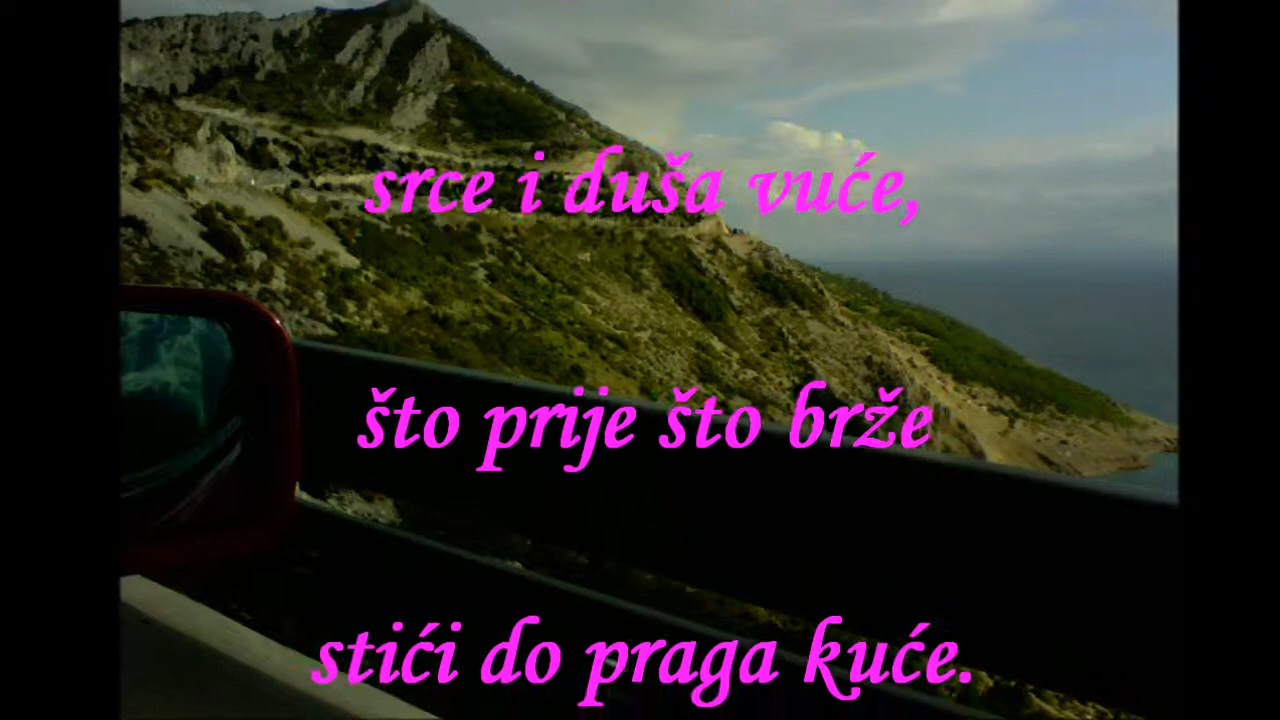 srce i duša vuće,
što prije što brže
stići do praga kuće.